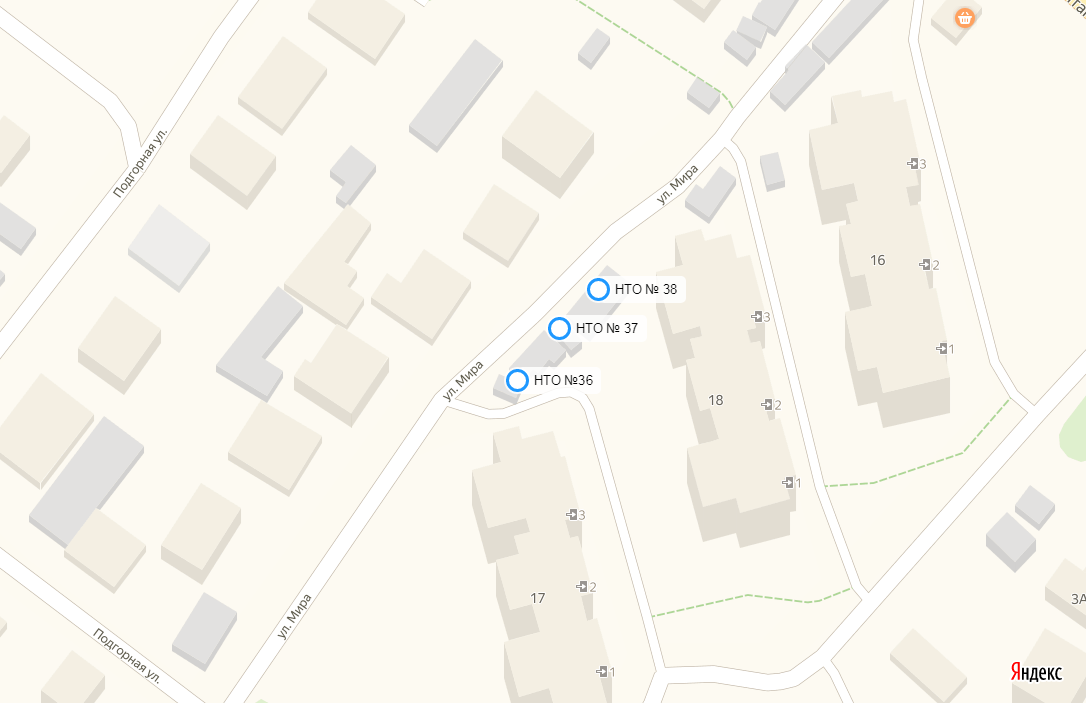 Подгорная ул.
ул. Мира
3
16
2
НТО № 38
3
НТО № 37
1
ул. Мира
НТО №36
18
2
1
3
2
17
3А
ул. Мира
Подгорная ул.
1
Яндекс